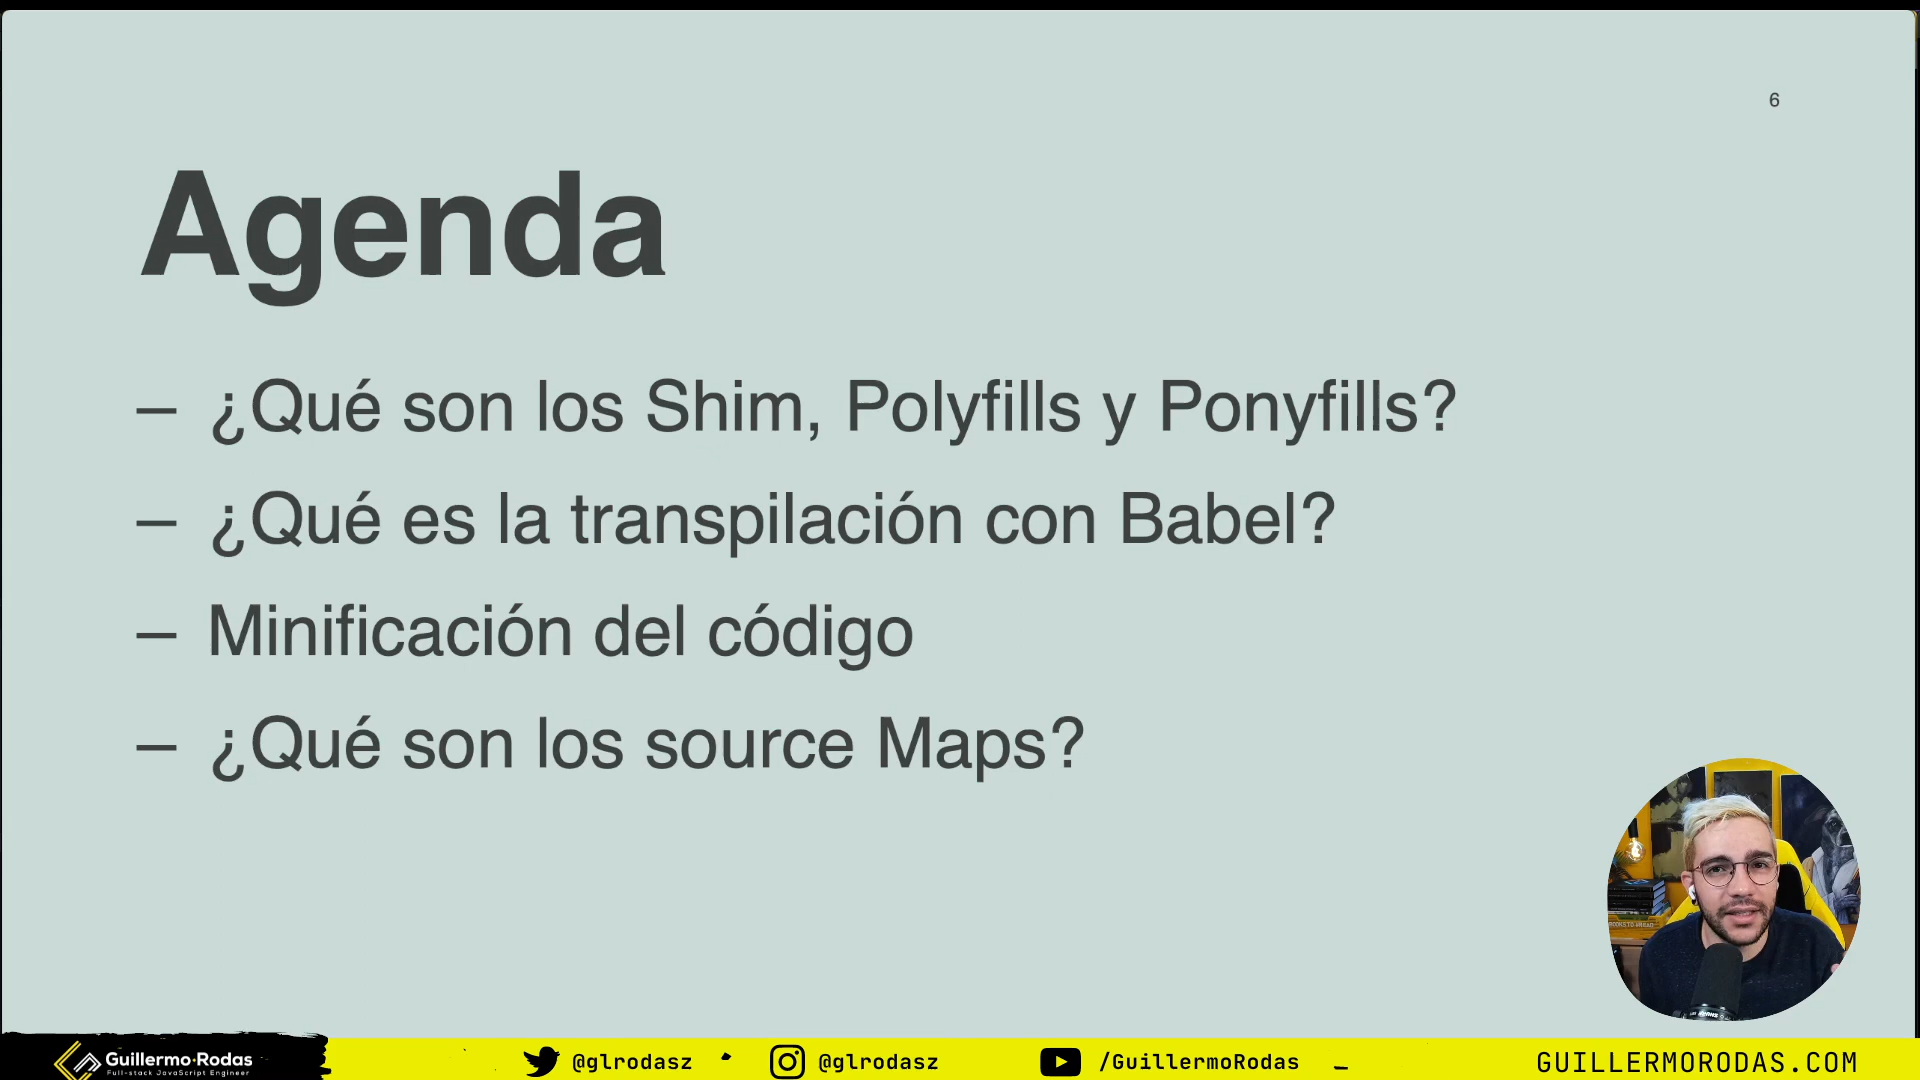 6
Agenda
– ¿Qué son los Shim, Polyfills y Ponyfills?
– ¿Qué es la transpilación con Babel?
– Minificación del código
– ¿Qué son los source Maps?
Guillermo·Rodas
Full-stack JavaScript Engineer
@glrodasz
@glrodasz
/GuillermoRodas
GUILLERMORODAS.COM